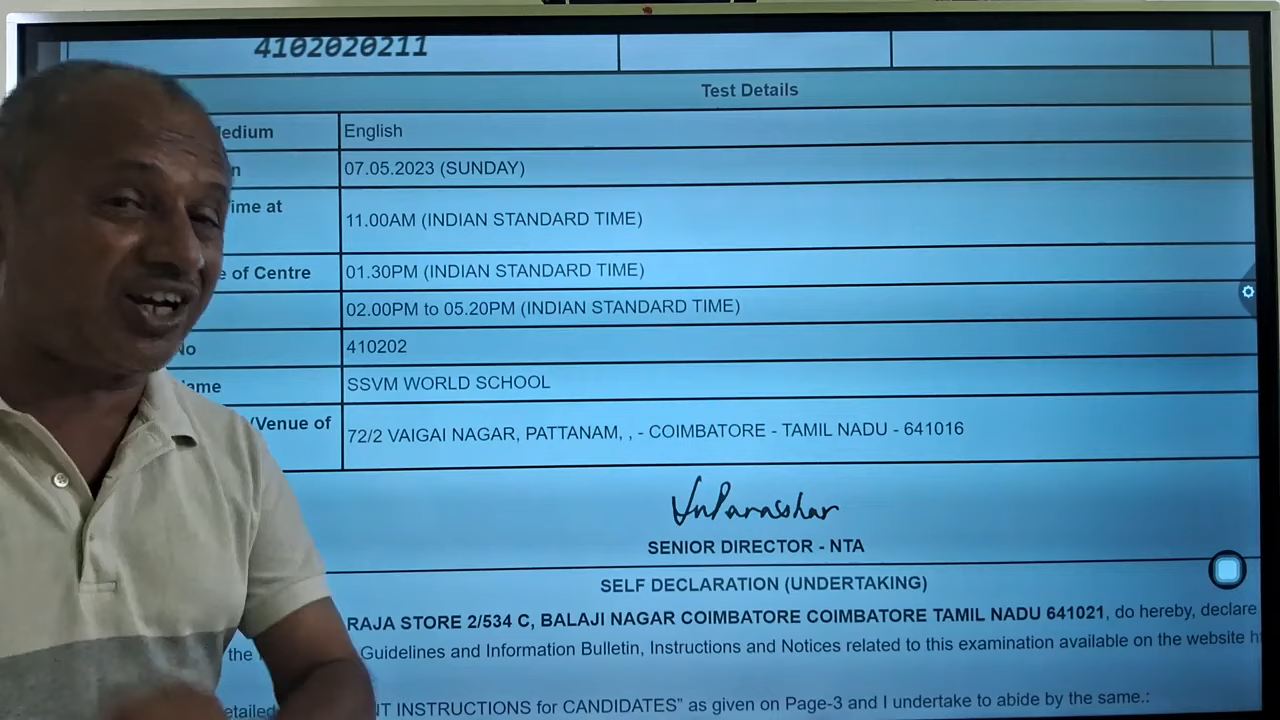 4102020211
Test Details
Medium English
07.05.2023 (SUNDAY)
Time at
11.00AM (INDIAN STANDARD TIME)
of Centre 01.30PM (INDIAN STANDARD TIME)
02.00PM to 05.20PM (INDIAN STANDARD TIME)
No 410202
Name SSVM WORLD SCHOOL
/Venue of
72/2 VAIGAI NAGAR, PATTANAM, , - COIMBATORE - TAMIL NADU - 641016
SENIOR DIRECTOR - NTA
SELF DECLARATION (UNDERTAKING)
RAJA STORE 2/534 C, BALAJI NAGAR COIMBATORE COIMBATORE TAMIL NADU 641021, do hereby, declare
the Guidelines and Information Bulletin, Instructions and Notices related to this examination available on the website
INSTRUCTIONS for CANDIDATES” as given on Page-3 and I undertake to abide by the same.: